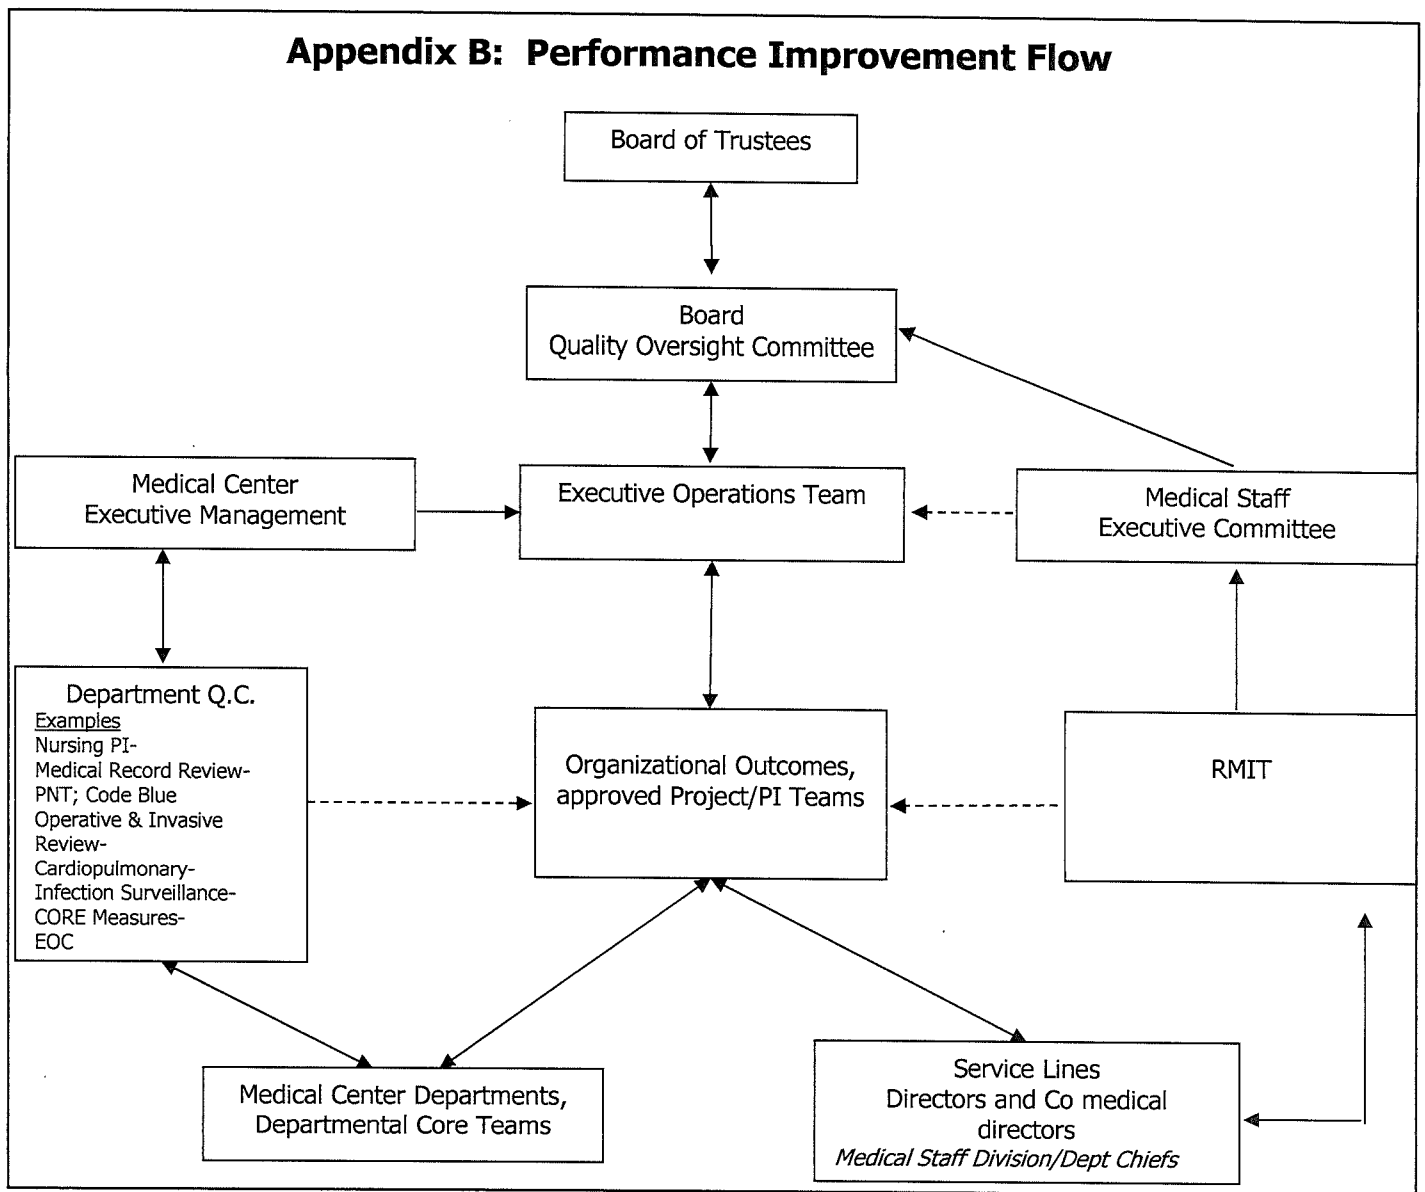 Appendix B: Performance Improvement Flow
Board of Trustees
Board
Quality Oversight Committee
Medical Center
Executive Management
Executive Operations Team
Medical Staff
Executive Committee
Department Q.C.
Examples
Nursing PI-
Medical Record Review-
PNT; Code Blue
Operative & Invasive
Review-
Cardiopulmonary-
Infection Surveillance-
CORE Measures-
EOC
Organizational Outcomes,
approved Project/PI Teams
RMIT
Medical Center Departments,
Departmental Core Teams
Service Lines
Directors and Co medical
directors
Medical Staff Division/Dept Chiefs